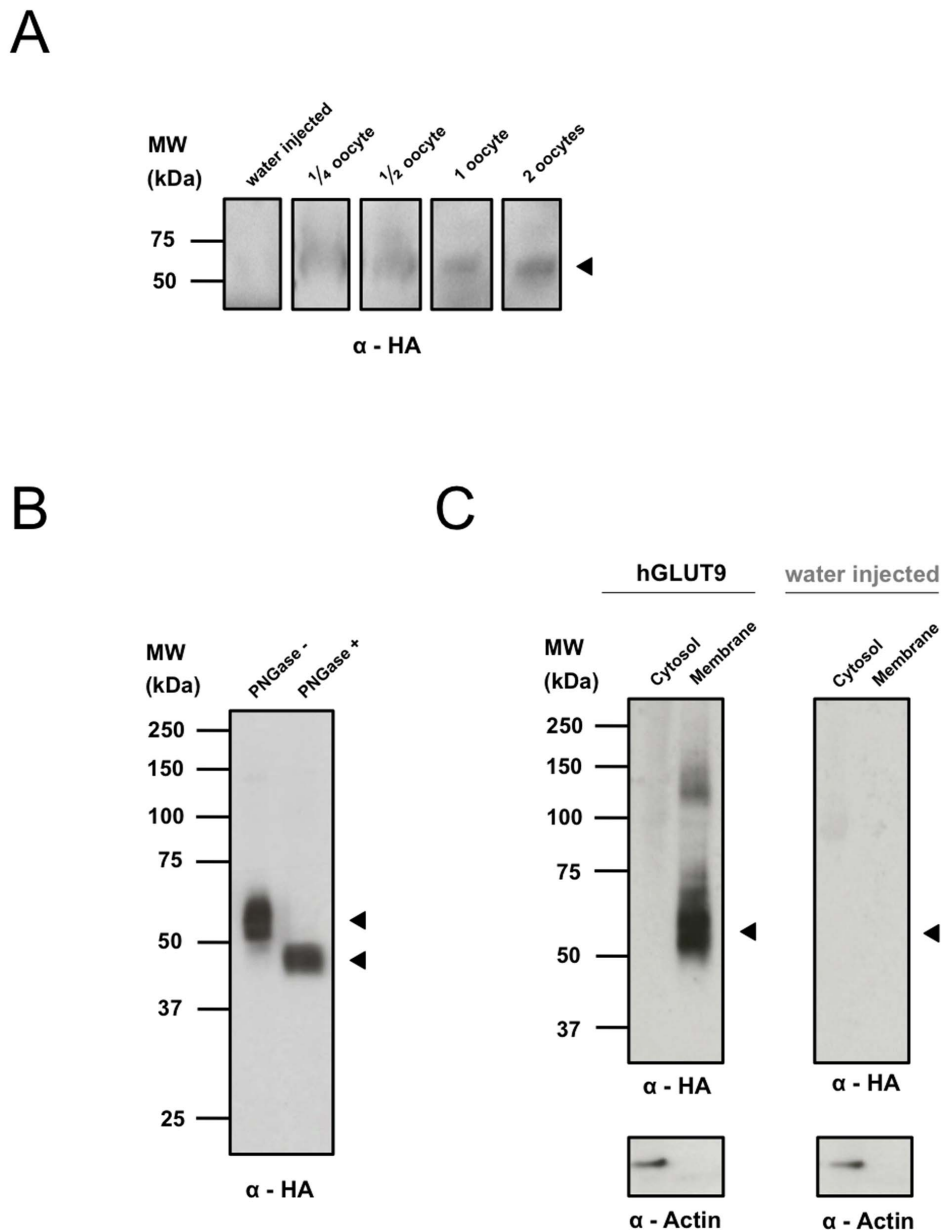 A
MW
(kDa)
water injected
¼ oocyte
½ oocyte
1 oocyte
2 oocytes
75
50
α - HA
B
MW
(kDa)
PNGase -
PNGase +
250
150
100
75
50
37
25
α - HA
C
hGLUT9
water injected
MW
(kDa)
Cytosol
Membrane
Cytosol
Membrane
250
150
100
75
50
37
α - HA
α - HA
α - Actin
α - Actin